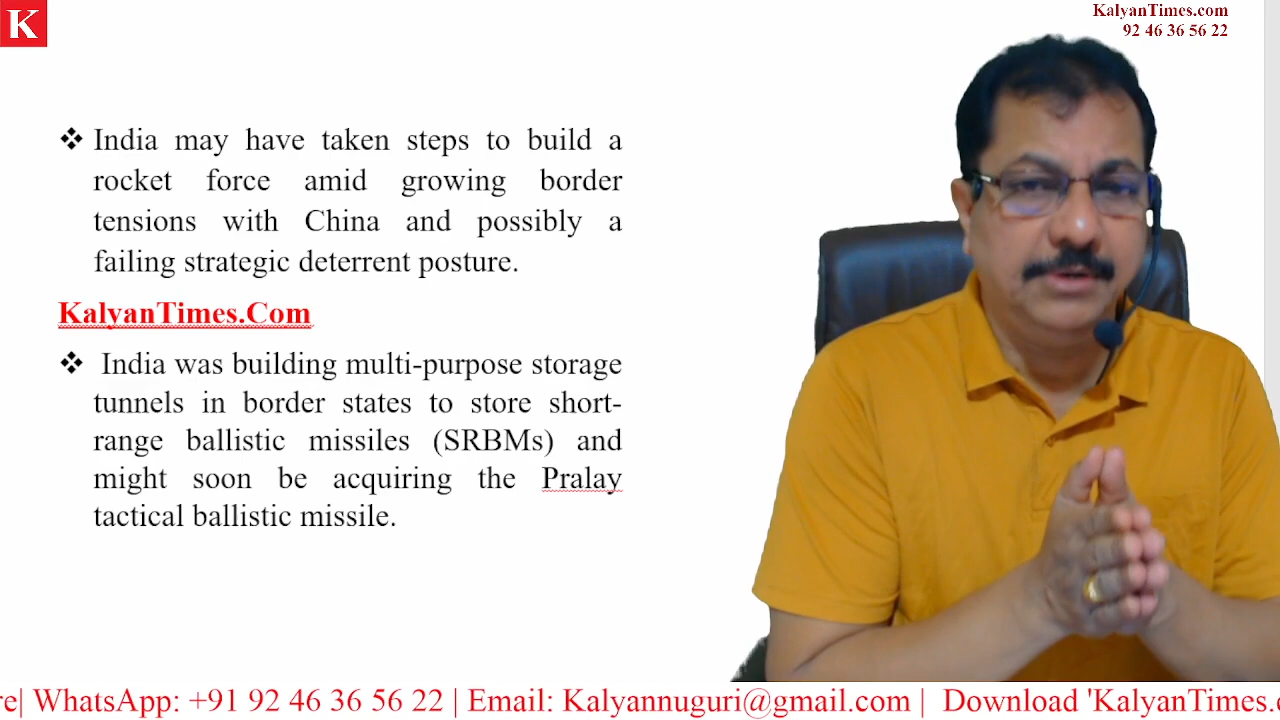 K
KalyanTimes.com
92 46 36 56 22
❖ India may have taken steps to build a
rocket force amid growing border
tensions with China and possibly a
failing strategic deterrent posture.
KalyanTimes.Com
❖ India was building multi-purpose storage
tunnels in border states to store short-
range ballistic missiles (SRBMs) and
might soon be acquiring the Pralay
tactical ballistic missile.
re| WhatsApp: +91 92 46 36 56 22 | Email: Kalyannuguri@gmail.com | Download 'KalyanTimes.c